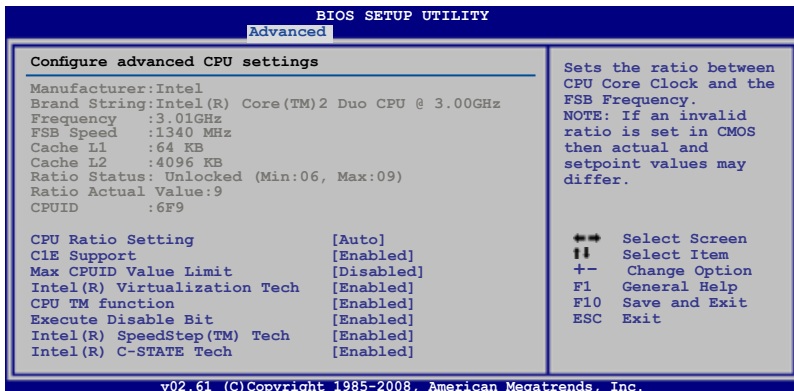 BIOS SETUP UTILITY
Advanced
Configure advanced CPU settings
Manufacturer:Intel
Brand String:Intel(R) Core(TM)2 Duo CPU @ 3.00GHz
Frequency :3.01GHz
FSB Speed :1340 MHz
Cache L1 :64 KB
Cache L2 :4096 KB
Ratio Status: Unlocked (Min:06, Max:09)
Ratio Actual Value:9
CPUID :6F9
CPU Ratio Setting [Auto]
C1E Support [Enabled]
Max CPUID Value Limit [Disabled]
Intel(R) Virtualization Tech [Enabled]
CPU TM function [Enabled]
Execute Disable Bit [Enabled]
Intel(R) SpeedStep(TM) Tech [Enabled]
Intel(R) C-STATE Tech [Enabled]
Sets the ratio between
CPU Core Clock and the
FSB Frequency.
NOTE: If an invalid
ratio is set in CMOS
then actual and
setpoint values may
differ.
←→ Select Screen
↑↓ Select Item
+- Change Option
F1 General Help
F10 Save and Exit
ESC Exit
v02.61 (C)Copyright 1985-2008, American Megatrends, Inc.